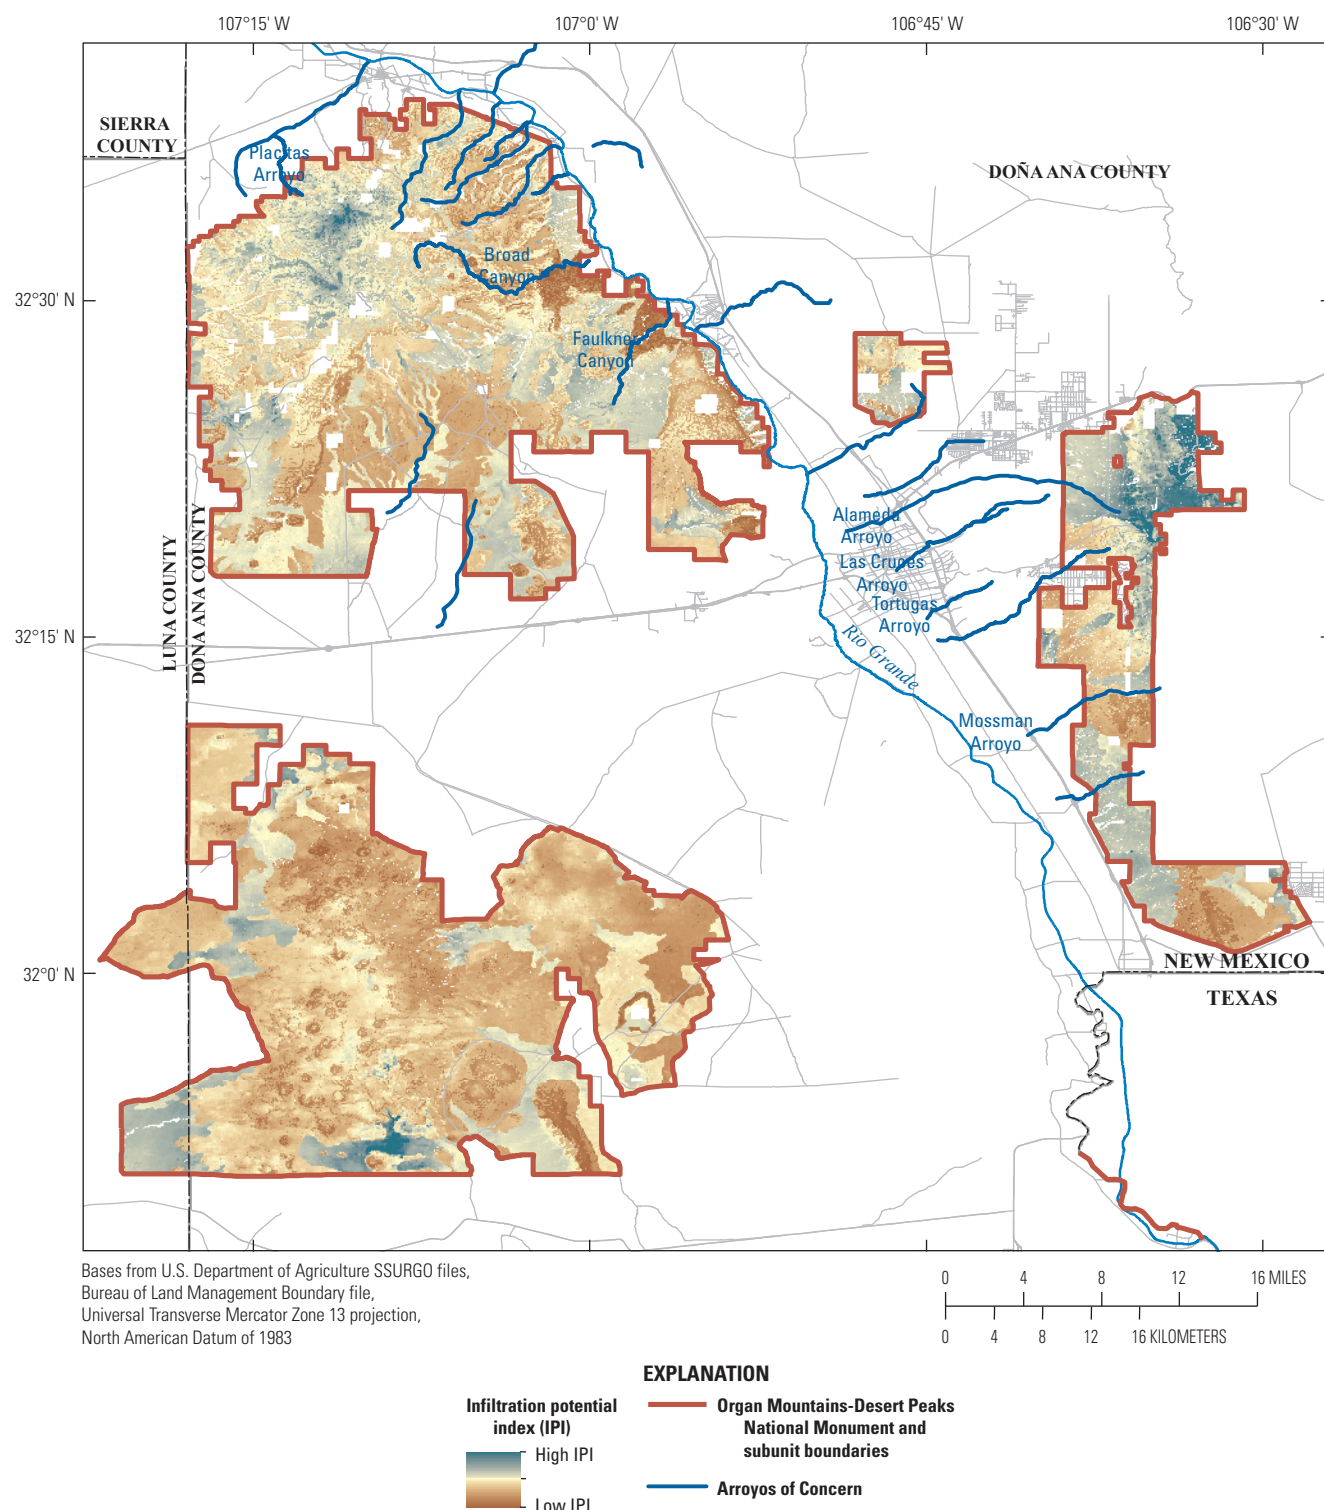 107°15' W
107°0' W
106°45' W
106°30' W
SIERRA
COUNTY
Placitas
Arroyo
DOÑA ANA COUNTY
Broad
Canyon
32°30' N
Faulkner
Canyon
Alameda
Arroyo
Las Cruces
Arroyo
Tortugas
Arroyo
LUNA COUNTY
DONA ANA COUNTY
32°15' N
Rio Grande
Mossman
Arroyo
32°0' N
NEW MEXICO
TEXAS
Bases from U.S. Department of Agriculture SSURGO files,
Bureau of Land Management Boundary file,
Universal Transverse Mercator Zone 13 projection,
North American Datum of 1983
0 4 8 12 16 MILES
0 4 8 12 16 KILOMETERS
EXPLANATION
Infiltration potential
index (IPI)
High IPI
Low IPI
Organ Mountains-Desert Peaks
National Monument and
subunit boundaries
Arroyos of Concern